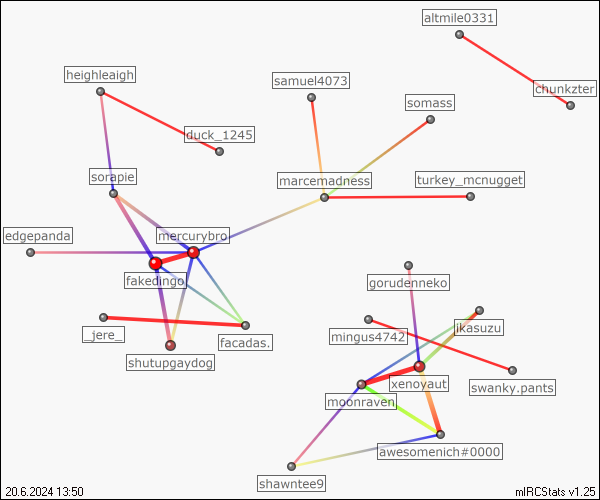 altmile0331
heighleaigh
samuel4073
chunkzter
somass
duck_1245
sorapie
marcemadness
turkey_mcnugget
edgepanda
mercurybro
fakedingo
gorudenneko
_jere_
facadas.
mingus4742
ikasuzu
shutupgaydog
xenoyaut
swanky.pants
moonraven
awesomenich#0000
shawntee9
20.6.2024 13:50
mIRCStats v1.25